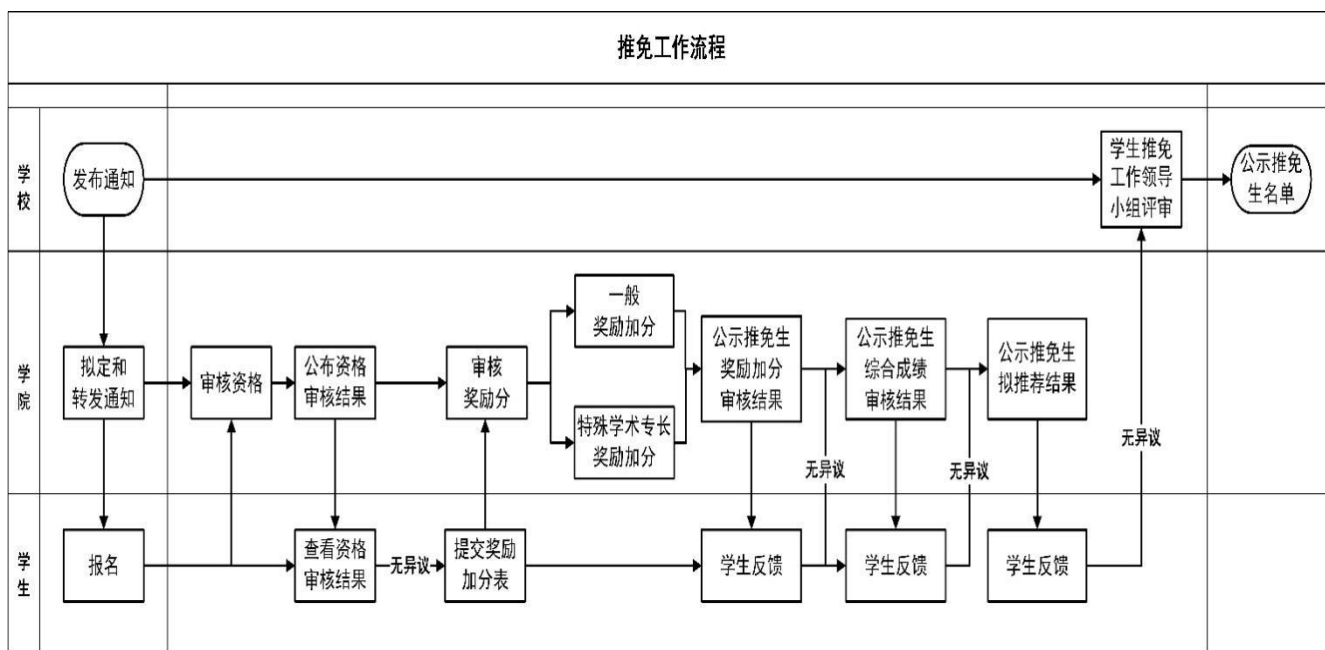 推免工作流程
学
校
发布通知
学生推免
工作领导
小组评审
公示推免
生名单
学
院
拟定和
转发通知
审核资格
公布资格
审核结果
审核
奖励分
一般
奖励加分
特殊学术专长
奖励加分
公示推免生
奖励加分
审核结果
无异议
公示推免生
综合成绩
审核结果
无异议
公示推免生
拟推荐结果
无异议
学
生
报名
查看资格
审核结果
无异议
提交奖励
加分表
学生反馈
学生反馈
学生反馈